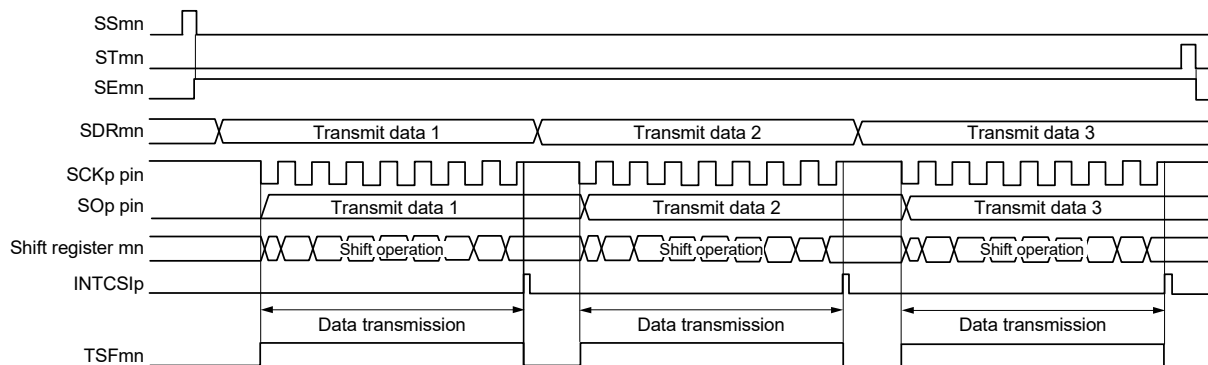 SSmn
STmn
SEmn
SDRmn Transmit data 1 Transmit data 2 Transmit data 3
SCKp pin
SOp pin Transmit data 1 Transmit data 2 Transmit data 3
Shift register mn Shift operation Shift operation Shift operation
INTCSIp
Data transmission Data transmission Data transmission
TSFmn